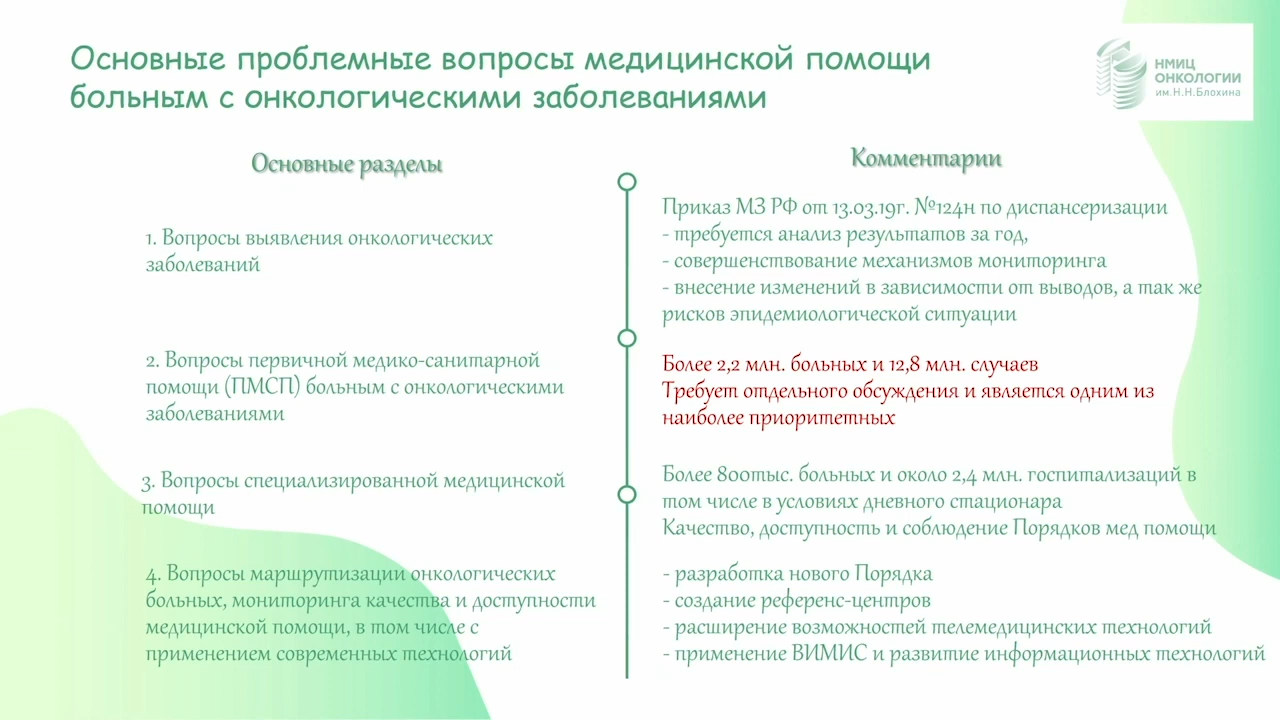 Основные проблемные вопросы медицинской помощи
больным с онкологическими заболеваниями
НМИЦ
ОНКОЛОГИИ
им.Н.Н.Блохина
Основные разделы
Комментарии
1. Вопросы выявления онкологических
заболеваний
Приказ МЗ РФ от 13.03.19г. №124н по диспансеризации
- требуется анализ результатов за год,
- совершенствование механизмов мониторинга
- внесение изменений в зависимости от выводов, а так же
рисков эпидемиологической ситуации
2. Вопросы первичной медико-санитарной
помощи (ПМСП) больным с онкологическими
заболеваниями
Более 2,2 млн. больных и 12,8 млн. случаев
Требует отдельного обсуждения и является одним из
наиболее приоритетных
3. Вопросы специализированной медицинской
помощи
Более 800тыс. больных и около 2,4 млн. госпитализаций в
том числе в условиях дневного стационара
Качество, доступность и соблюдение Порядков мед помощи
4. Вопросы маршрутизации онкологических
больных, мониторинга качества и доступности
медицинской помощи, в том числе с
применением современных технологий
- разработка нового Порядка
- создание референс-центров
- расширение возможностей телемедицинских технологий
- применение ВИМИС и развитие информационных технологий